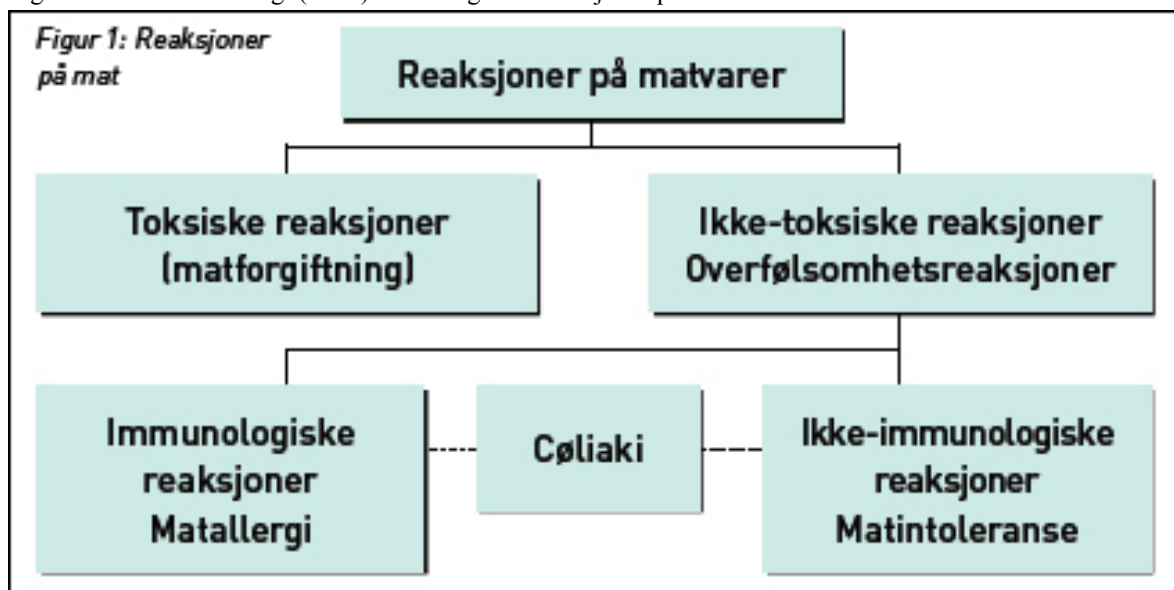 Figur 1: Reaksjoner
på mat
Reaksjoner på matvarer
Toksiske reaksjoner
(matforgiftning)
Ikke-toksiske reaksjoner
Overfølsomhetsreaksjoner
Immunologiske
reaksjoner
Matallergi
Cøliaki
Ikke-immunologiske
reaksjoner
Matintoleranse